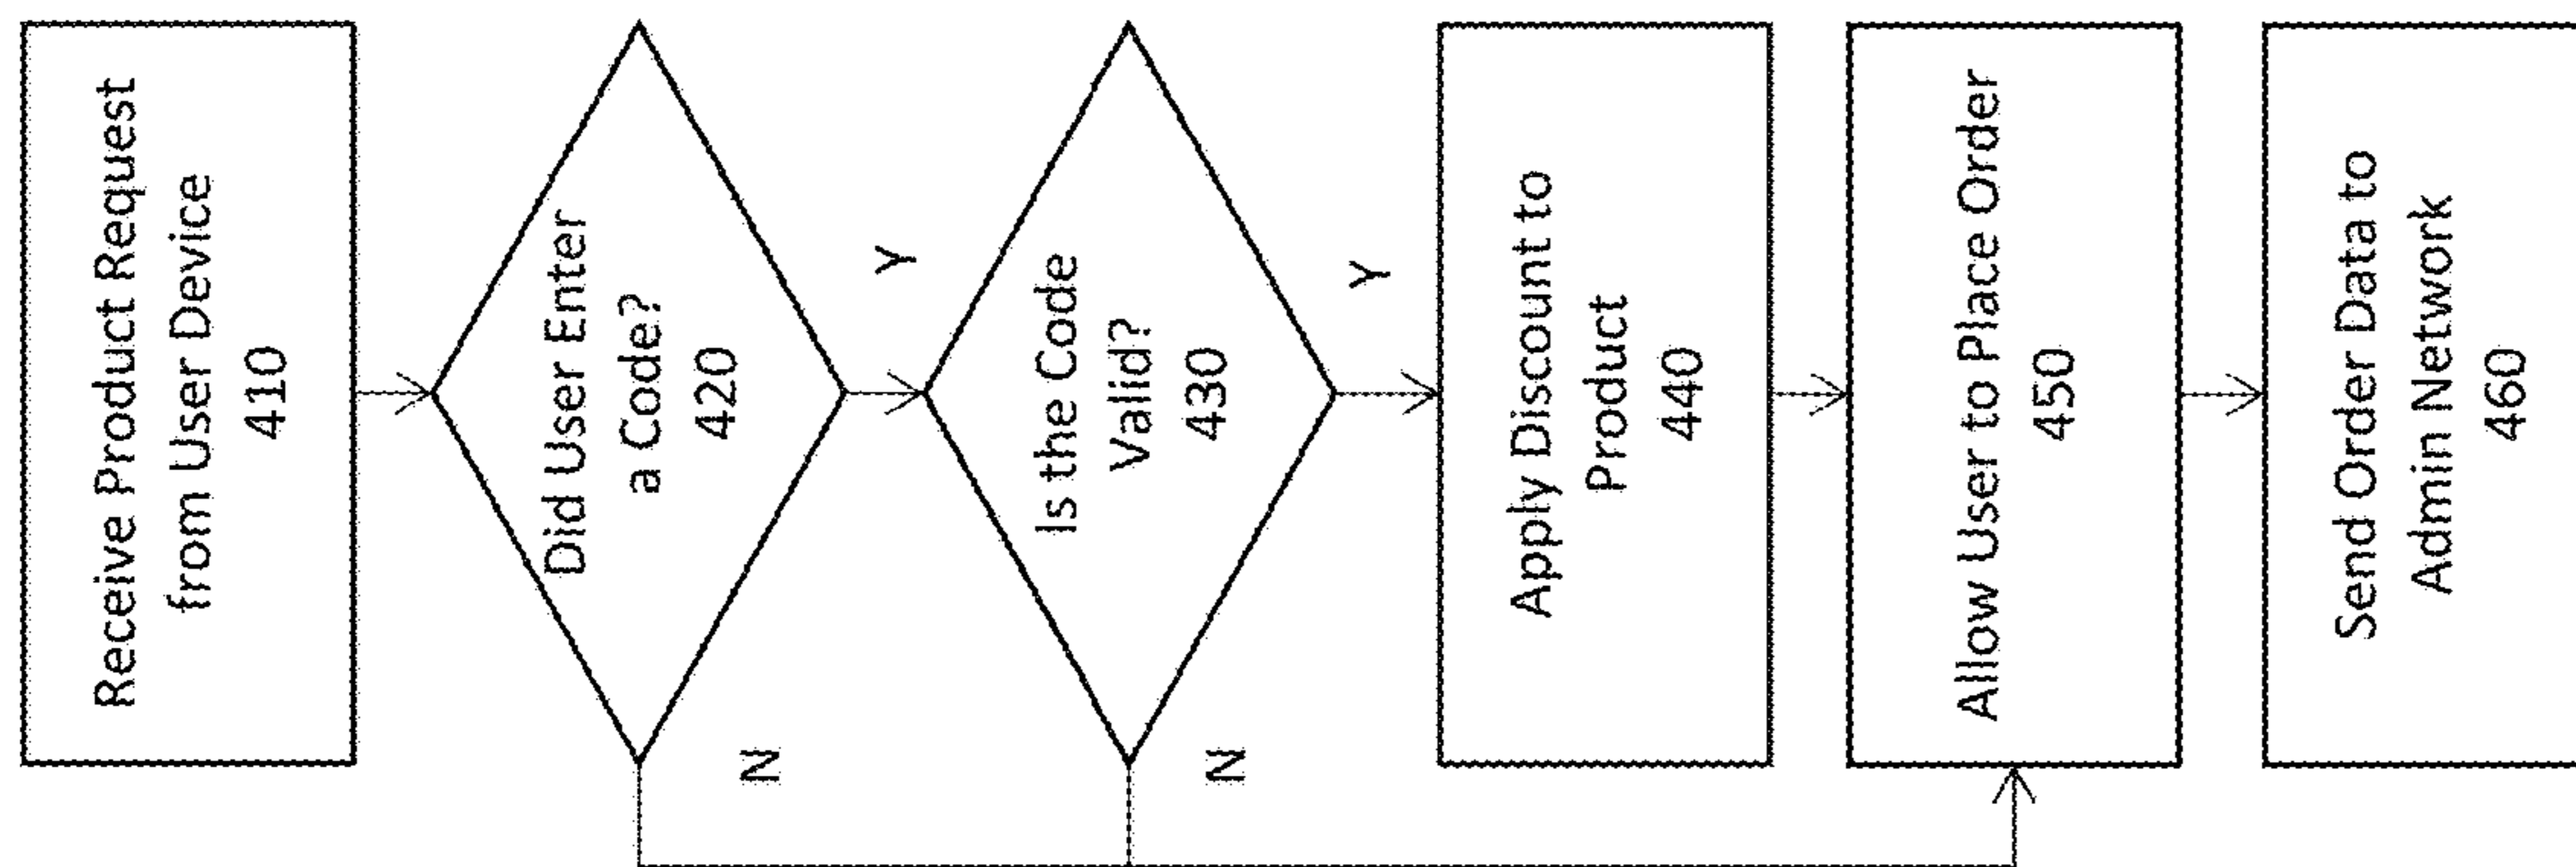 Receive Product Request
from User Device
410
Did User Enter
a Code?
420
Y
N
Is the Code
Valid?
430
Y
N
Apply Discount to
Product
440
Allow User to Place Order
450
Send Order Data to
Admin Network
460